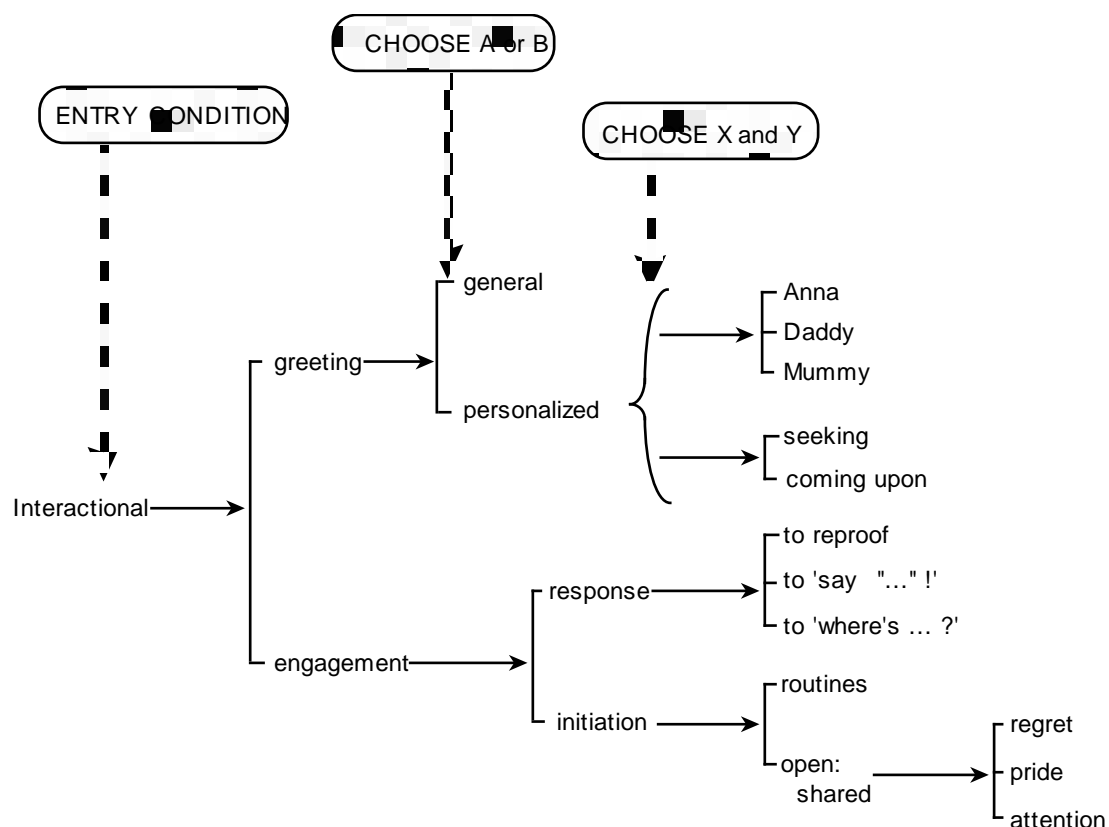 CHOOSE A or B
ENTRY CONDITION
CHOOSE X and Y
general
Anna
Daddy
greeting
Mummy
personalized
seeking
coming upon
Interactional
to reproof
response
to 'say "..." !'
to 'where's ... ?'
engagement
routines
initiation
regret
open:
shared
pride
attention